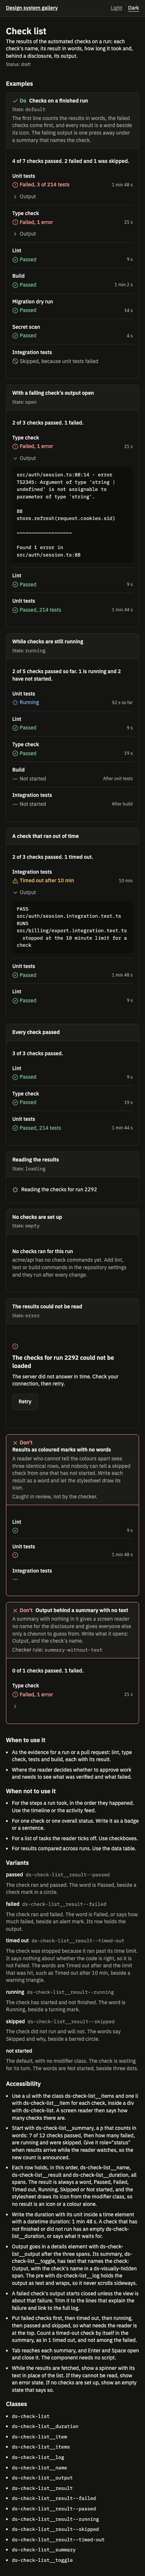 Design system gallery
Light
Dark
Check list
The results of the automated checks on a run: each
check's name, its result in words, how long it took and,
behind a disclosure, its output.
Status: draft
Examples
Do Checks on a finished run
State: default
The first line counts the results in words, the failed
checks come first, and every result is a word beside
its icon. The failing output is one press away under
a summary that names the check.
4 of 7 checks passed. 2 failed and 1 was skipped.
Unit tests
Failed, 3 of 214 tests
1 min 48 s
Output
Type check
Failed, 1 error
21 s
Output
Lint
Passed
9 s
Build
Passed
1 min 2 s
Migration dry run
Passed
14 s
Secret scan
Passed
4 s
Integration tests
Skipped, because unit tests failed
With a failing check's output open
State: open
2 of 3 checks passed. 1 failed.
Type check
Failed, 1 error
21 s
Output
src/auth/session.ts:88:14 - error
TS2345: Argument of type 'string |
undefined' is not assignable to
parameter of type 'string'.
88
store.refresh(request.cookies.sid)
~~~~~~~~~~~~~~~~~~~
Found 1 error in
src/auth/session.ts:88
Lint
Passed
9 s
Unit tests
Passed, 214 tests
1 min 44 s
While checks are still running
State: running
2 of 5 checks passed so far. 1 is running and 2
have not started.
Unit tests
Running
52 s so far
Lint
Passed
9 s
Type check
Passed
19 s
Build
Not started
After unit tests
Integration tests
Not started
After build
A check that ran out of time
2 of 3 checks passed. 1 timed out.
Integration tests
Timed out after 10 min
10 min
Output
PASS
src/auth/session.integration.test.ts
RUNS
src/billing/export.integration.test.ts
stopped at the 10 minute limit for a
check
Unit tests
Passed
1 min 48 s
Lint
Passed
9 s
Every check passed
3 of 3 checks passed.
Lint
Passed
9 s
Type check
Passed
19 s
Unit tests
Passed, 214 tests
1 min 44 s
Reading the results
State: loading
Reading the checks for run 2292
No checks are set up
State: empty
No checks ran for this run
acme/api has no check commands yet. Add lint,
test or build commands in the repository settings
and they run after every change.
The results could not be read
State: error
The checks for run 2292 could not be
loaded
The server did not answer in time. Check your
connection, then retry.
Retry
Don't
Results as coloured marks with no words
A reader who cannot tell the colours apart sees
three identical rows, and no one can tell a skipped
check from one that has not started. Write each
result as a word and let the stylesheet draw its
icon.
Caught in review, not by the checker.
Lint
9 s
Unit tests
1 min 48 s
Integration tests
Don't Output behind a summary with no text
A summary with nothing in it gives a screen reader
no name for the disclosure and gives everyone else
only a chevron to guess from. Write what it opens:
Output, and the check's name.
Checker rule: summary-without-text
0 of 1 checks passed. 1 failed.
Type check
Failed, 1 error
21 s
When to use it
As the evidence for a run or a pull request: lint, type
check, tests and build, each with its result.
Where the reader decides whether to approve work
and needs to see what was verified and what failed.
When not to use it
For the steps a run took, in the order they happened.
Use the timeline or the activity feed.
For one check or one overall status. Write it as a badge
or a sentence.
For a list of tasks the reader ticks off. Use checkboxes.
For results compared across runs. Use the data table.
Variants
passed ds-check-list__result--passed
The check ran and passed. The word is Passed, beside a
check mark in a circle.
failed ds-check-list__result--failed
The check ran and failed. The word is Failed, or says how
much failed, beside an alert mark. Its row holds the
output.
timed out ds-check-list__result--timed-out
The check was stopped because it met its time limit.
It says nothing about whether the code is right, so it is
not Failed. The words are Timed out after and the limit
that was hit, such as Timed out after 10 min, beside a
warning triangle.
running ds-check-list__result--running
The check has started and not finished. The word is
Running, beside a turning mark.
skipped ds-check-list__result--skipped
The check did not run and will not. The words say
Skipped and why, beside a barred circle.
not started
The default, with no modifier class. The check is waiting
for its turn. The words are Not started, beside three dots.
Accessibility
Use a ul with the class ds-check-list__items and one li
with ds-check-list__item for each check, inside a div
with ds-check-list. A screen reader then says how
many checks there are.
Start with ds-check-list__summary, a p that counts in
words: 7 of 12 checks passed, then how many failed,
are running and were skipped. Give it role="status"
when results arrive while the reader watches, so the
new count is announced.
Each row holds, in this order, ds-check-list__name,
ds-check-list__result and ds-check-list__duration, all
spans. The result is always a word, Passed, Failed,
Timed out, Running, Skipped or Not started, and the
stylesheet draws its icon from the modifier class, so
no result is an icon or a colour alone.
Write the duration as its unit inside a time element
with a datetime duration: 1 min 48 s. A check that has
not finished or did not run has an empty ds-check-
list__duration, or says what it waits for.
Output goes in a details element with ds-check-
list__output after the three spans. Its summary, ds-
check-list__toggle, has text that names the check:
Output, with the check's name in a ds-visually-hidden
span. The pre with ds-check-list__log holds the
output as text and wraps, so it never scrolls sideways.
A failed check's output starts closed unless the view is
about that failure. Trim it to the lines that explain the
failure and link to the full log.
Put failed checks first, then timed out, then running,
then passed and skipped, so what needs the reader is
at the top. Count a timed-out check by itself in the
summary, as in 1 timed out, and not among the failed.
Tab reaches each summary, and Enter and Space open
and close it. The component needs no script.
While the results are fetched, show a spinner with its
text in place of the list. If they cannot be read, show
an error state. If no checks are set up, show an empty
state that says so.
Classes
ds-check-list
ds-check-list__duration
ds-check-list__item
ds-check-list__items
ds-check-list__log
ds-check-list__name
ds-check-list__output
ds-check-list__result
ds-check-list__result--failed
ds-check-list__result--passed
ds-check-list__result--running
ds-check-list__result--skipped
ds-check-list__result--timed-out
ds-check-list__summary
ds-check-list__toggle